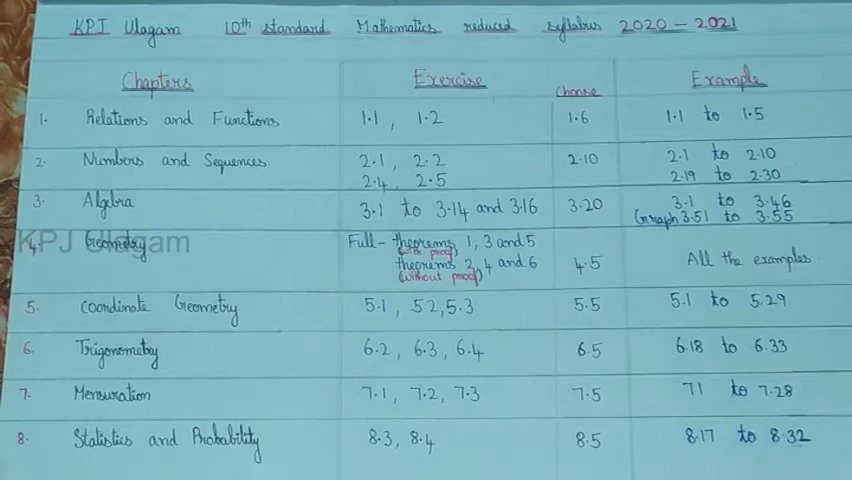 KPJ Ulagam 10th standard Mathematics reduced syllabus 2020 - 2021
Chapters Exercise choose Example
1. Relations and Functions 1.1, 1.2 1.6 1.1 to 1.5
2. Numbers and Sequences 2.1, 2.2 2.10 2.1 to 2.10
2.4, 2.5 2.19 to 2.30
3. Algebra 3.1 to 3.14 and 3.16 3.20 3.1 to 3.46
Graph 3.51 to 3.55
KPJ Ulagam
4. Geometry Full - theorems 1, 3 and 5
(with proof)
theorems 2, 4 and 6 4.5 All the examples
(without proof)
5. Coordinate Geometry 5.1, 5.2, 5.3 5.5 5.1 to 5.29
6. Trigonometry 6.2, 6.3, 6.4 6.5 6.18 to 6.33
7. Mensuration 7.1, 7.2, 7.3 7.5 7.1 to 7.28
8. Statistics and Probability 8.3, 8.4 8.5 8.17 to 8.32